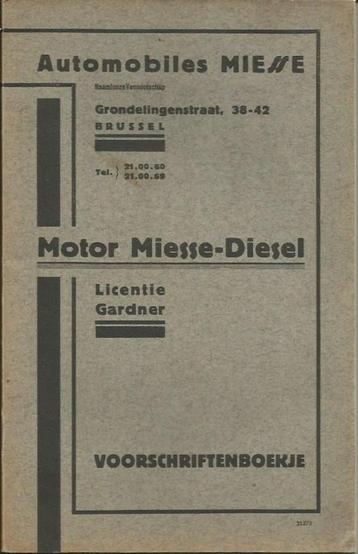 Automobiles MIESSE
Naamlooze Vennootschap
Grondelingenstraat, 38-42
BRUSSEL
Tel. } 21.00.60
21.00.69
Motor Miesse-Diesel
Licentie
Gardner
VOORSCHRIFTENBOEKJE